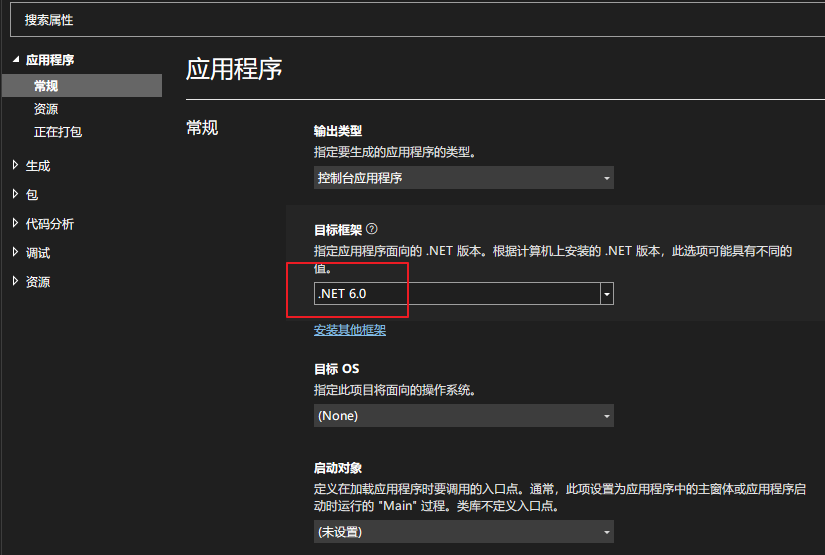 搜索属性
应用程序
常规
资源
正在打包
生成
包
代码分析
调试
资源
应用程序
常规
输出类型
指定要生成的应用程序的类型。
控制台应用程序
目标框架
指定应用程序面向的 .NET 版本。根据计算机上安装的 .NET 版本，此选项可能具有不同的
值。
.NET 6.0
安装其他框架
目标 OS
指定此项目将面向的操作系统。
(None)
启动对象
定义在加载应用程序时要调用的入口点。通常，此项设置为应用程序中的主窗体或应用程序启
动时运行的 "Main" 过程。类库不定义入口点。
(未设置)